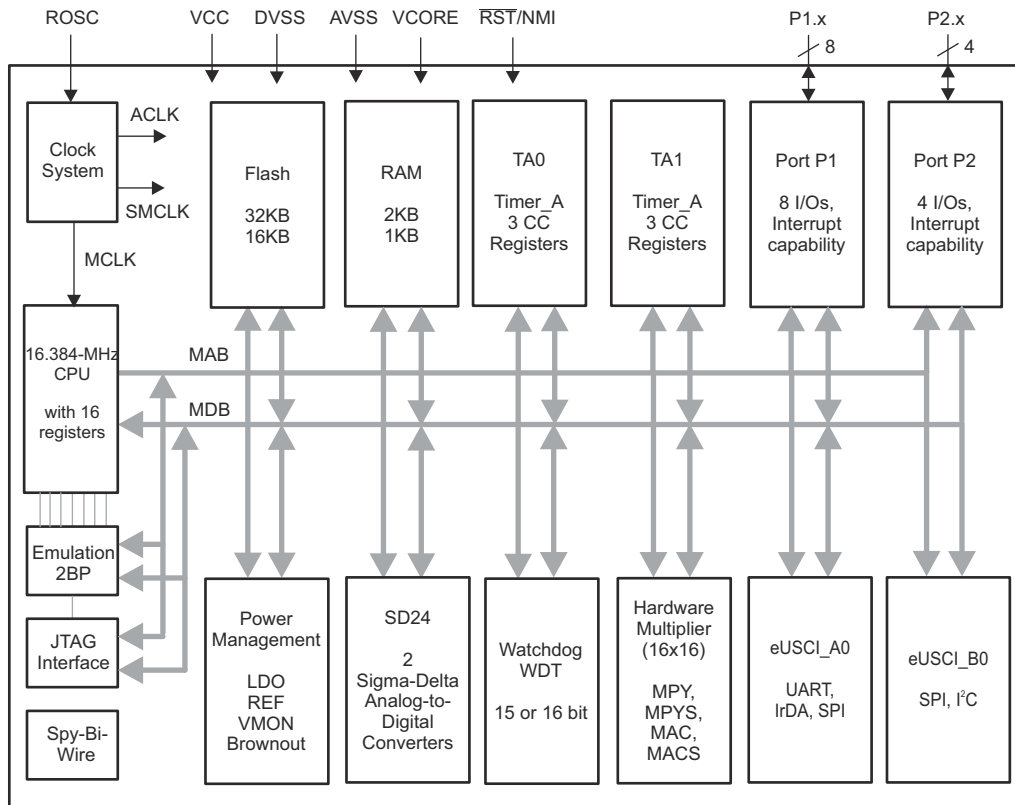 ROSC
VCC
DVSS
AVSS
VCORE
RST/NMI
P1.x
P2.x
8
4
Clock
System
ACLK
SMCLK
MCLK
Flash
32KB
16KB
RAM
2KB
1KB
TA0
Timer_A
3 CC
Registers
TA1
Timer_A
3 CC
Registers
Port P1
8 I/Os,
Interrupt
capability
Port P2
4 I/Os,
Interrupt
capability
16.384-MHz
CPU
with 16
registers
MAB
MDB
Emulation
2BP
JTAG
Interface
Spy-Bi-
Wire
Power
Management
LDO
REF
VMON
Brownout
SD24
2
Sigma-Delta
Analog-to-
Digital
Converters
Watchdog
WDT
15 or 16 bit
Hardware
Multiplier
(16x16)
MPY,
MPYS,
MAC,
MACS
eUSCI_A0
UART,
IrDA, SPI
eUSCI_B0
SPI, I²C